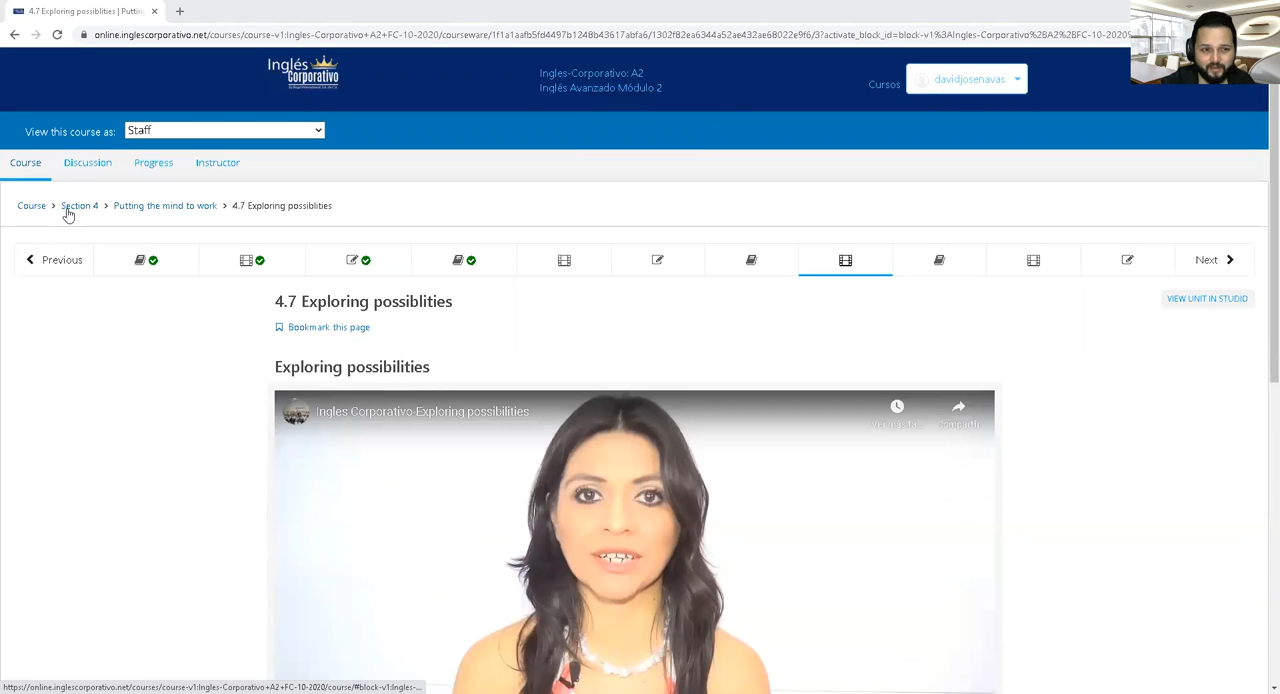 4.7 Exploring possiblities | Puttin
online.inglescorporativo.net/courses/course-v1:Ingles-Corporativo+A2+FC-10-2020/
/1f1a1aafb5fd4497b1248b43617abfa6/1302f82ea6344a52ae432ae68022e9f6/3?activate_block_id=block-v1%3AIngles-Corporativo%2BA2%2BFC-10-2020
Inglés Corporativo
Ingles-Corporativo: A2
Inglés Avanzado Módulo 2
Cursos
davidjosenavas
View this course as: Staff
Course Discussion Progress Instructor
Course > Section 4 > Putting the mind to work > 4.7 Exploring possiblities
Previous Next
4.7 Exploring possiblities
VIEW UNIT IN STUDIO
Bookmark this page
Exploring possibilities
Ingles Corporativo-Exploring possibilities
https://online.inglescorporativo.net/courses/course-v1:Ingles-Corporativo+A2+FC-10-2020/course/#block-v1:Ingles-...